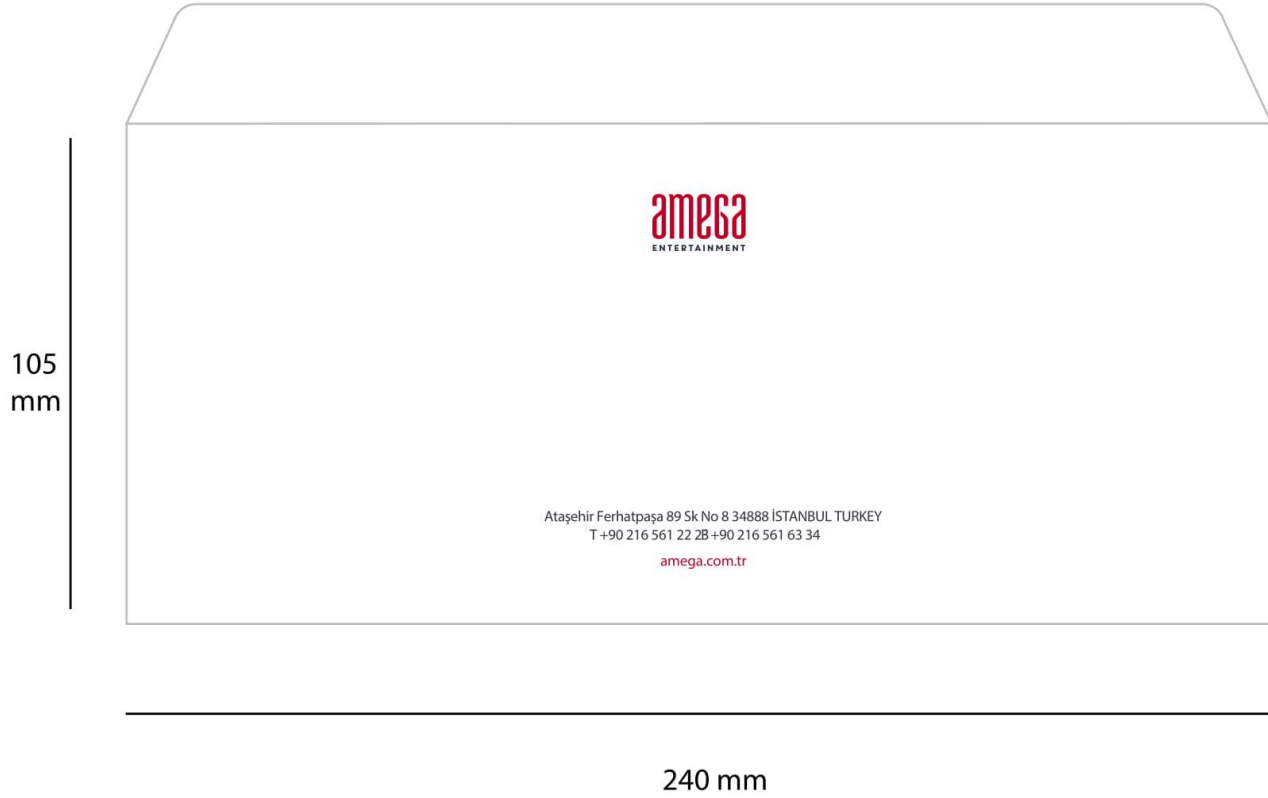 105
mm
amega
ENTERTAINMENT
Ataşehir Ferhatpaşa 89 Sk No 8 34888 İSTANBUL TURKEY
T +90 216 561 22 +90 216 561 63 34
amega.com.tr
240 mm